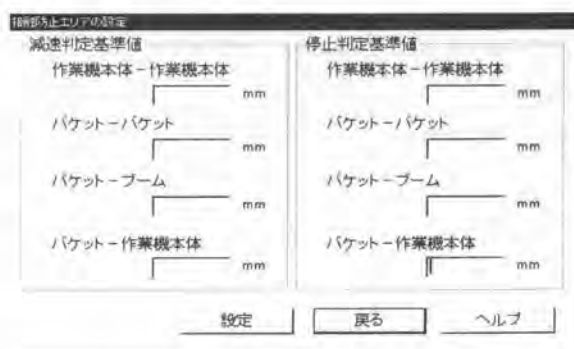 接触防止エリアの設定
減速判定基準値
作業機本体－作業機本体
mm
バケット－バケット
mm
バケット－ブーム
mm
バケット－作業機本体
mm
停止判定基準値
作業機本体－作業機本体
mm
バケット－バケット
mm
バケット－ブーム
mm
バケット－作業機本体
mm
設定
戻る
ヘルプ